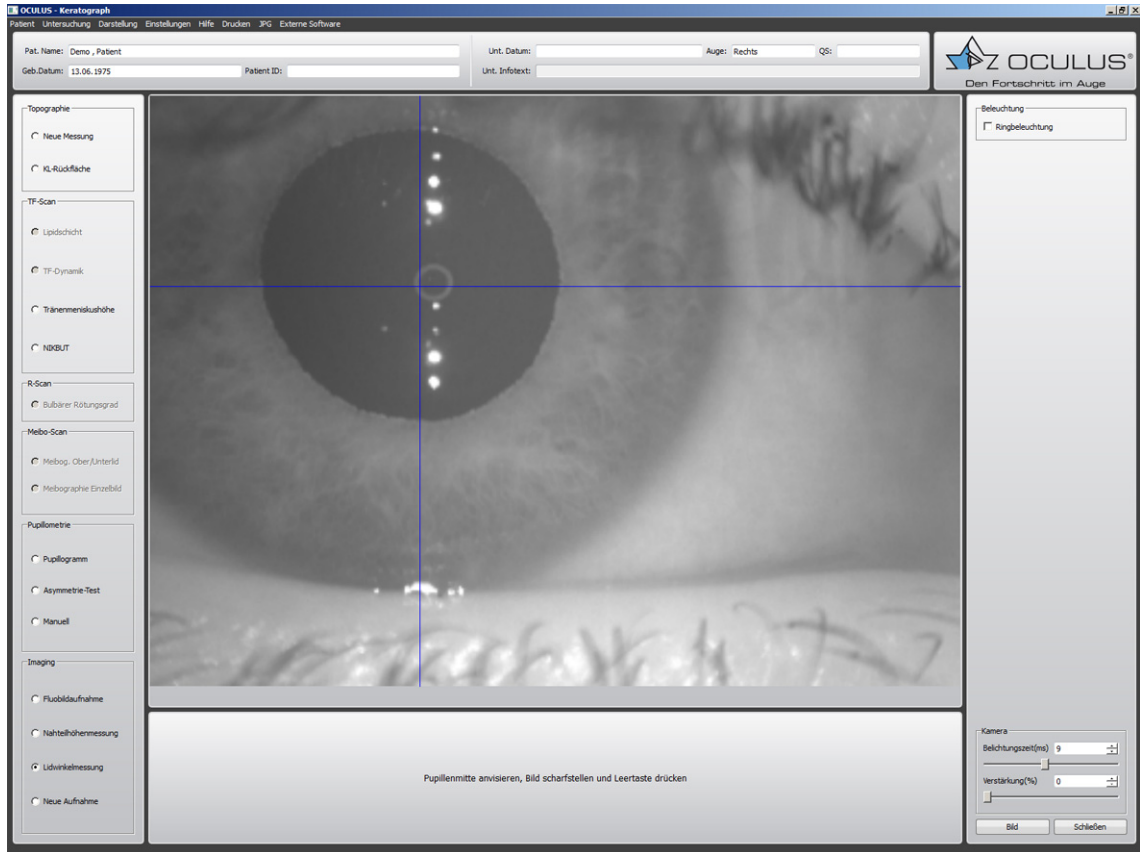 OCULUS - Keratograph
Patient Untersuchung Darstellung Einstellungen Hilfe Drucken JPG Externe Software
Pat. Name: Demo , Patient
Unt. Datum:
Auge: Rechts
QS:
Geb.Datum: 13.06.1975
Patient ID:
Unt. Infotext:
OCULUS®
Den Fortschritt im Auge
Topographie
Neue Messung
KL-Rückfläche
TF-Scan
Lipidschicht
TF-Dynamik
Tränenmeniskushöhe
NIKBUT
R-Scan
Bulbärer Rötungsgrad
Meibo-Scan
Meibog. Ober/Unterlid
Meibographie Einzelbild
Pupillometrie
Pupillogramm
Asymmetrie-Test
Manuell
Imaging
Fluobildaufnahme
Nahteilhöhenmessung
Lidwinkelmessung
Neue Aufnahme
Pupillenmitte anvisieren, Bild scharfstellen und Leertaste drücken
Beleuchtung
Ringbeleuchtung
Kamera
Belichtungszeit(ms) 9
Verstärkung(%) 0
Bild
Schließen